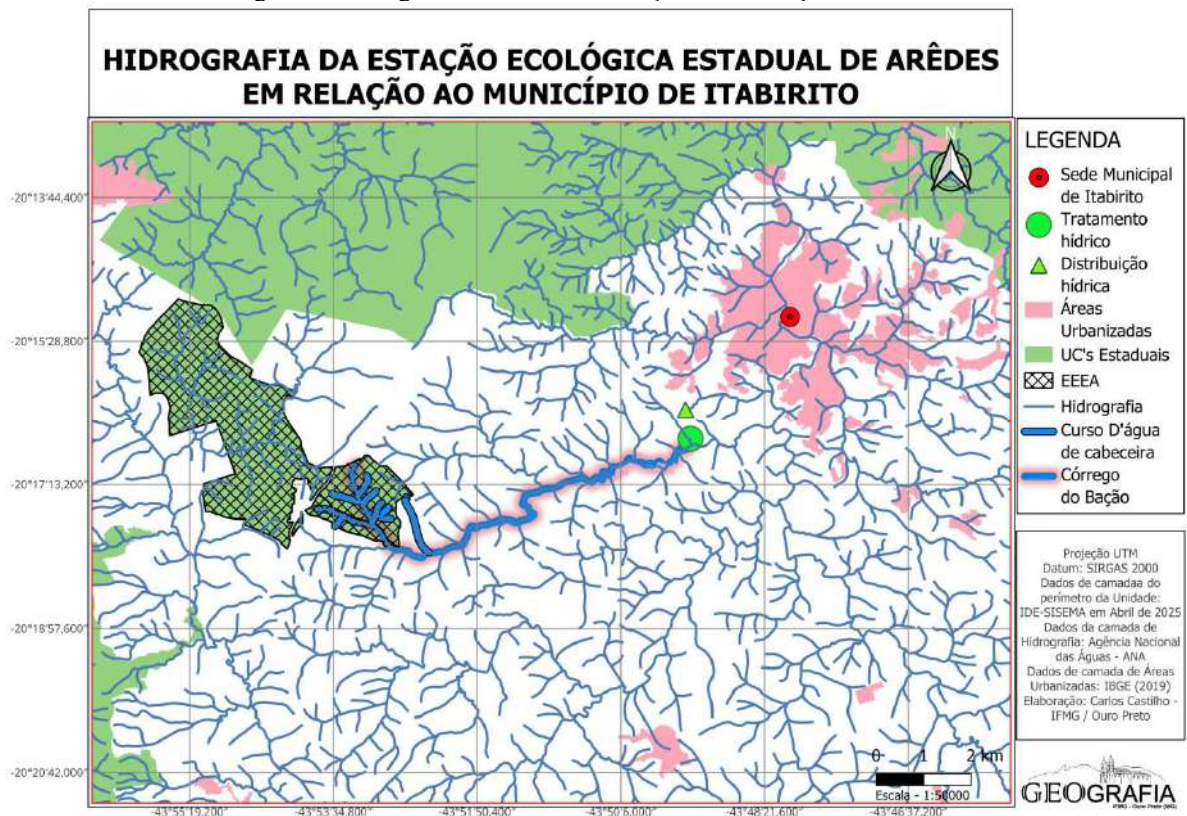 HIDROGRAFIA DA ESTAÇÃO ECOLÓGICA ESTADUAL DE ARÊDES
EM RELAÇÃO AO MUNICÍPIO DE ITABIRITO
N
-20°13'44,400"
-20°15'28,800"
-20°17'13,200"
-20°18'57,600"
-20°20'42,000"
-43°55'19,200"
-43°53'34,800"
-43°51'50,400"
-43°50'6,000"
-43°48'21,600"
-43°46'37,200"
0 1 2 km
Escala - 1:50000
LEGENDA
Sede Municipal
de Itabirito
Tratamento
hídrico
Distribuição
hídrica
Áreas
Urbanizadas
UC's Estaduais
EEEA
Hidrografia
Curso D'água
de cabeceira
Córrego
do Bação
Projeção UTM
Datum: SIRGAS 2000
Dados de camadaa do
perímetro da Unidade:
IDE-SISEMA em Abril de 2025
Dados da camada de
Hidrografia: Agência Nacional
das Águas - ANA
Dados de camada de Áreas
Urbanizadas: IBGE (2019)
Elaboração: Carlos Castilho -
IFMG / Ouro Preto
GEOGRAFIA
IFMG - Ouro Preto (MG)